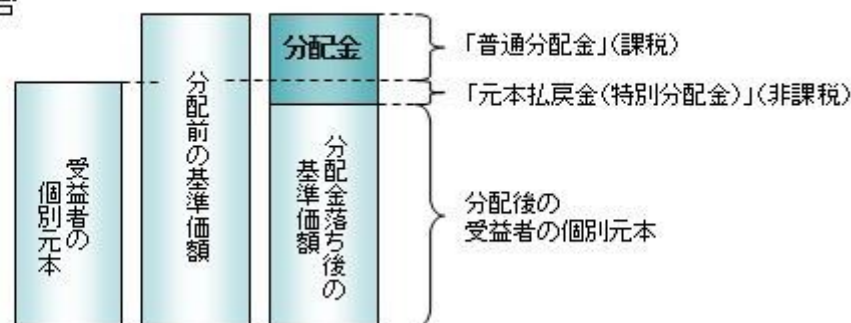 受益者の
個別元本
分配前の基準価額
分配金
分配金落ち後の
基準価額
「普通分配金」(課税)
「元本払戻金(特別分配金)」(非課税)
分配後の
受益者の個別元本